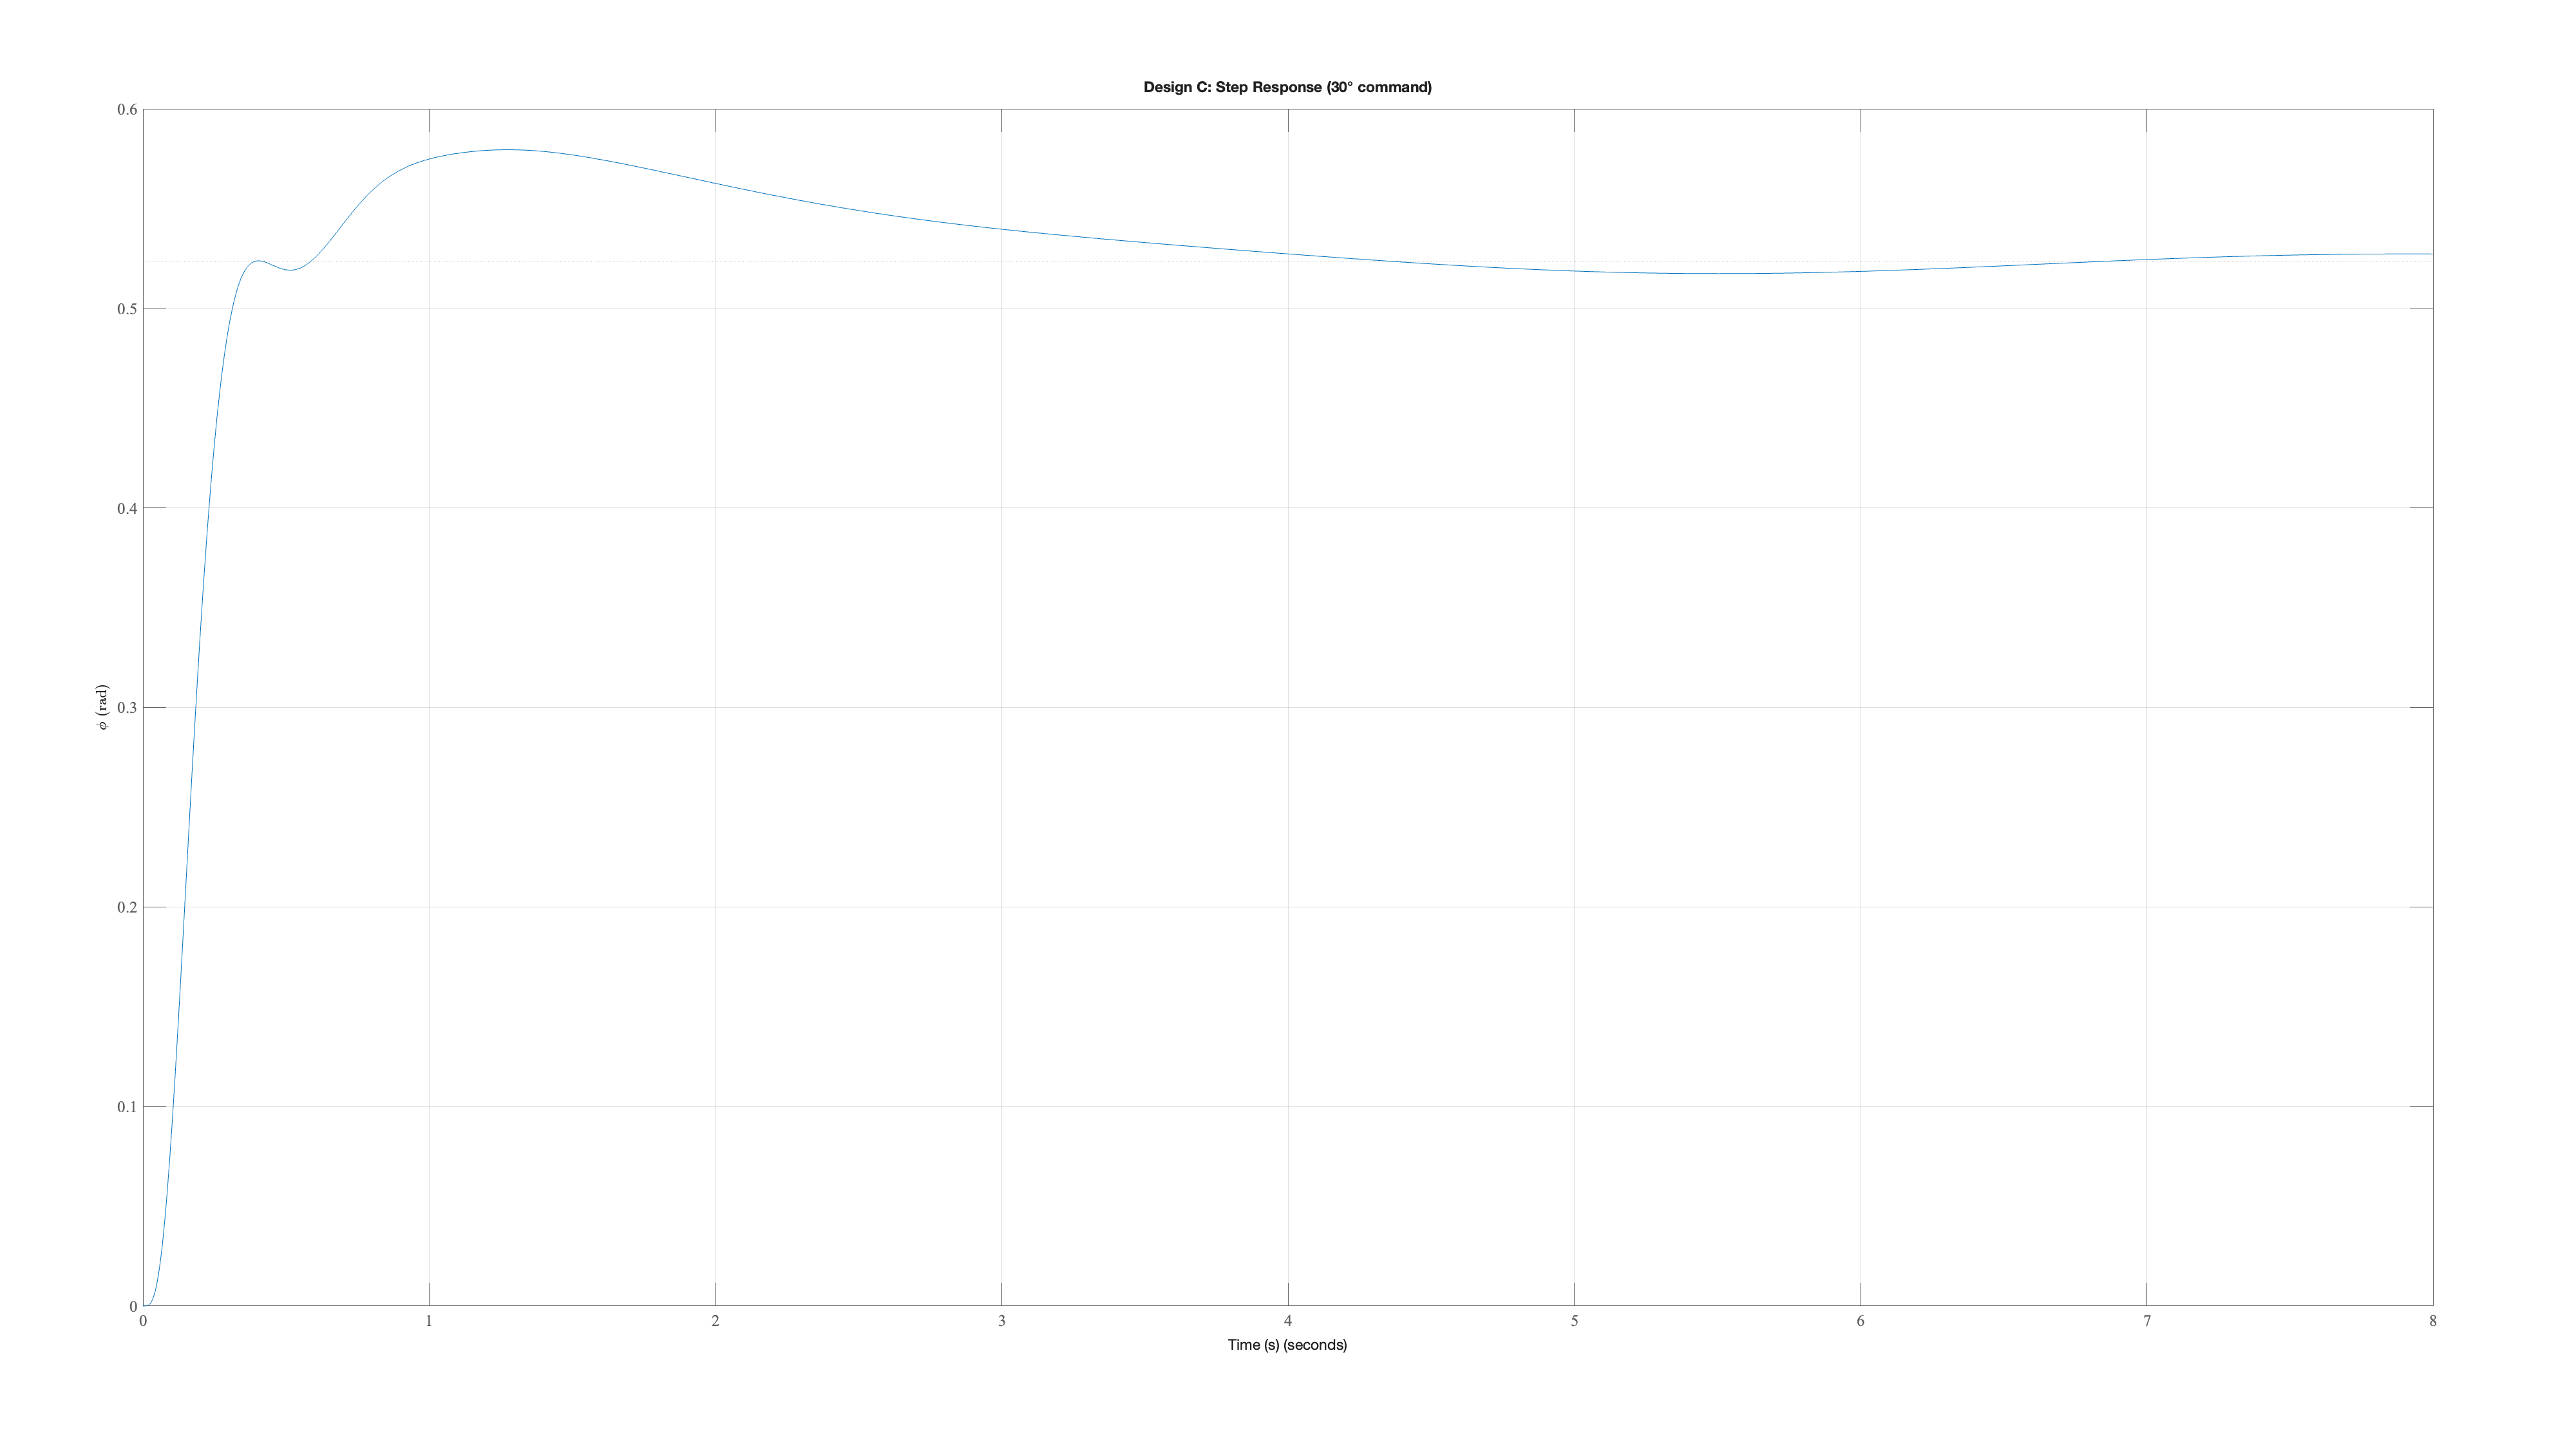 Design C: Step Response (30° command)
0.6
0.5
0.4
0.3
0.2
0.1
0
ϕ (rad)
0 1 2 3 4 5 6 7 8
Time (s) (seconds)